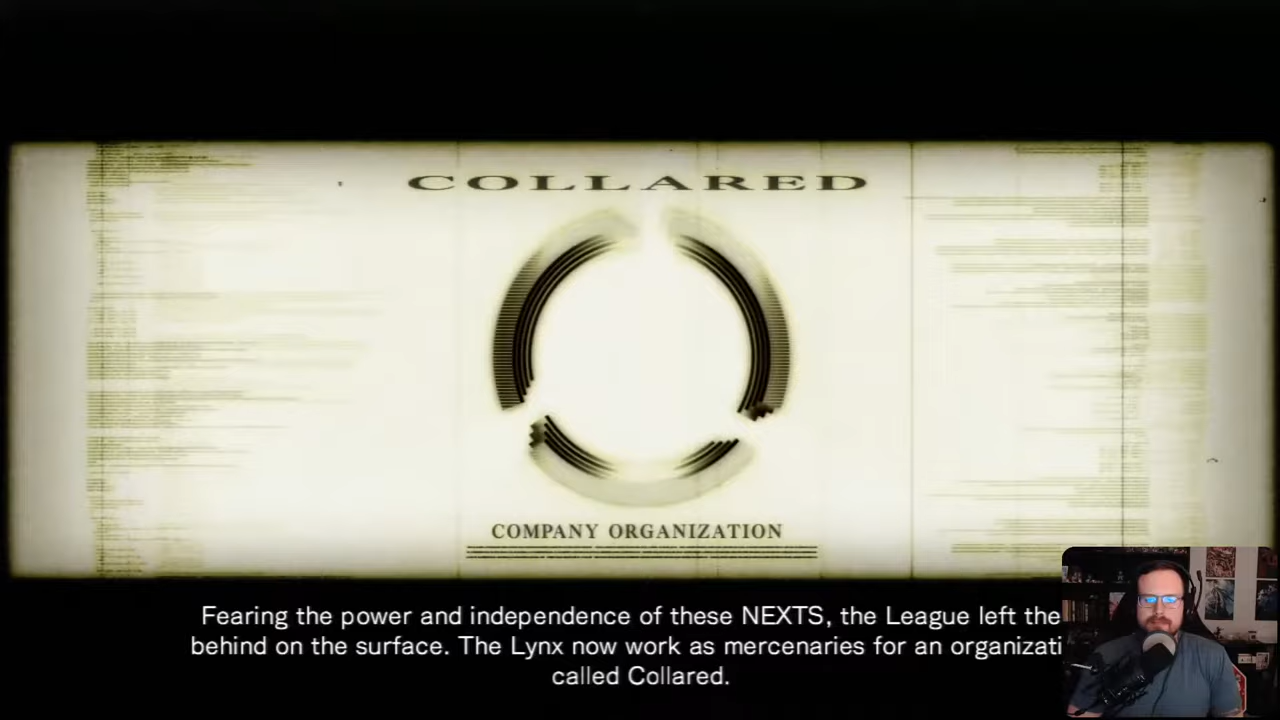 COLLARED
COMPANY ORGANIZATION
Fearing the power and independence of these NEXTS, the League left the
behind on the surface. The Lynx now work as mercenaries for an organizati
called Collared.